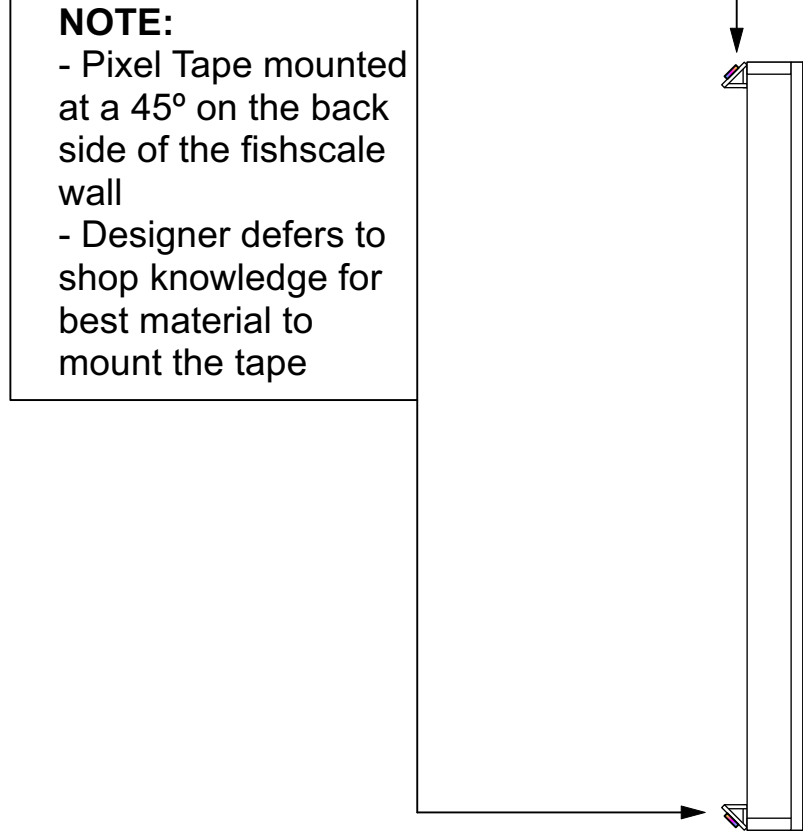 NOTE:
- Pixel Tape mounted
at a 45º on the back
side of the fishscale
wall
- Designer defers to
shop knowledge for
best material to
mount the tape